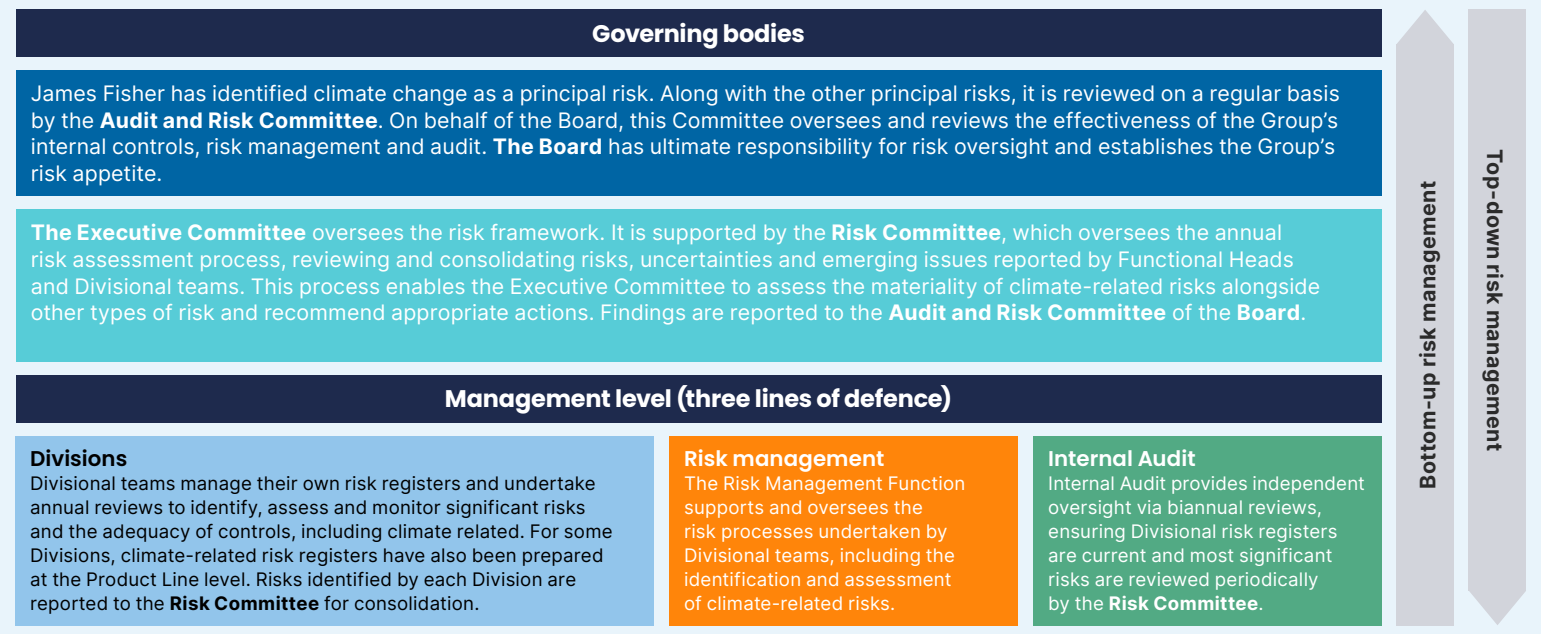 Governing bodies
James Fisher has identified climate change as a principal risk. Along with the other principal risks, it is reviewed on a regular basis
by the Audit and Risk Committee. On behalf of the Board, this Committee oversees and reviews the effectiveness of the Group’s
internal controls, risk management and audit. The Board has ultimate responsibility for risk oversight and establishes the Group’s
risk appetite.
The Executive Committee oversees the risk framework. It is supported by the Risk Committee, which oversees the annual
risk assessment process, reviewing and consolidating risks, uncertainties and emerging issues reported by Functional Heads
and Divisional teams. This process enables the Executive Committee to assess the materiality of climate-related risks alongside
other types of risk and recommend appropriate actions. Findings are reported to the Audit and Risk Committee of the Board.
Management level (three lines of defence)
Divisions
Divisional teams manage their own risk registers and undertake
annual reviews to identify, assess and monitor significant risks
and the adequacy of controls, including climate related. For some
Divisions, climate-related risk registers have also been prepared
at the Product Line level. Risks identified by each Division are
reported to the Risk Committee for consolidation.
Risk management
The Risk Management Function
supports and oversees the
risk processes undertaken by
Divisional teams, including the
identification and assessment
of climate-related risks.
Internal Audit
Internal Audit provides independent
oversight via biannual reviews,
ensuring Divisional risk registers
are current and most significant
risks are reviewed periodically
by the Risk Committee.
Bottom-up risk management
Top-down risk management